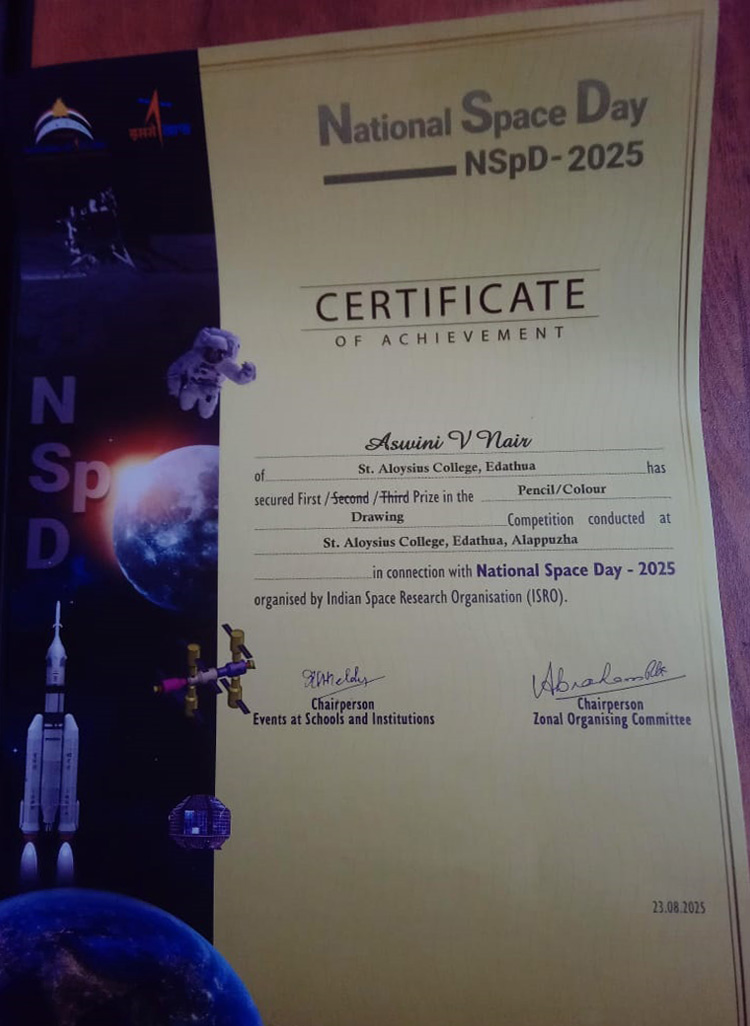 National Space Day
NSpD-2025
CERTIFICATE
OF ACHIEVEMENT
N
Sp
D
Aswini V Nair
of St. Aloysius College, Edathua has
secured First / Second / Third Prize in the Pencil/Colour
Drawing Competition conducted at
St. Aloysius College, Edathua, Alappuzha
in connection with National Space Day - 2025
organised by Indian Space Research Organisation (ISRO).
Chairperson
Events at Schools and Institutions
Chairperson
Zonal Organising Committee
23.08.2025